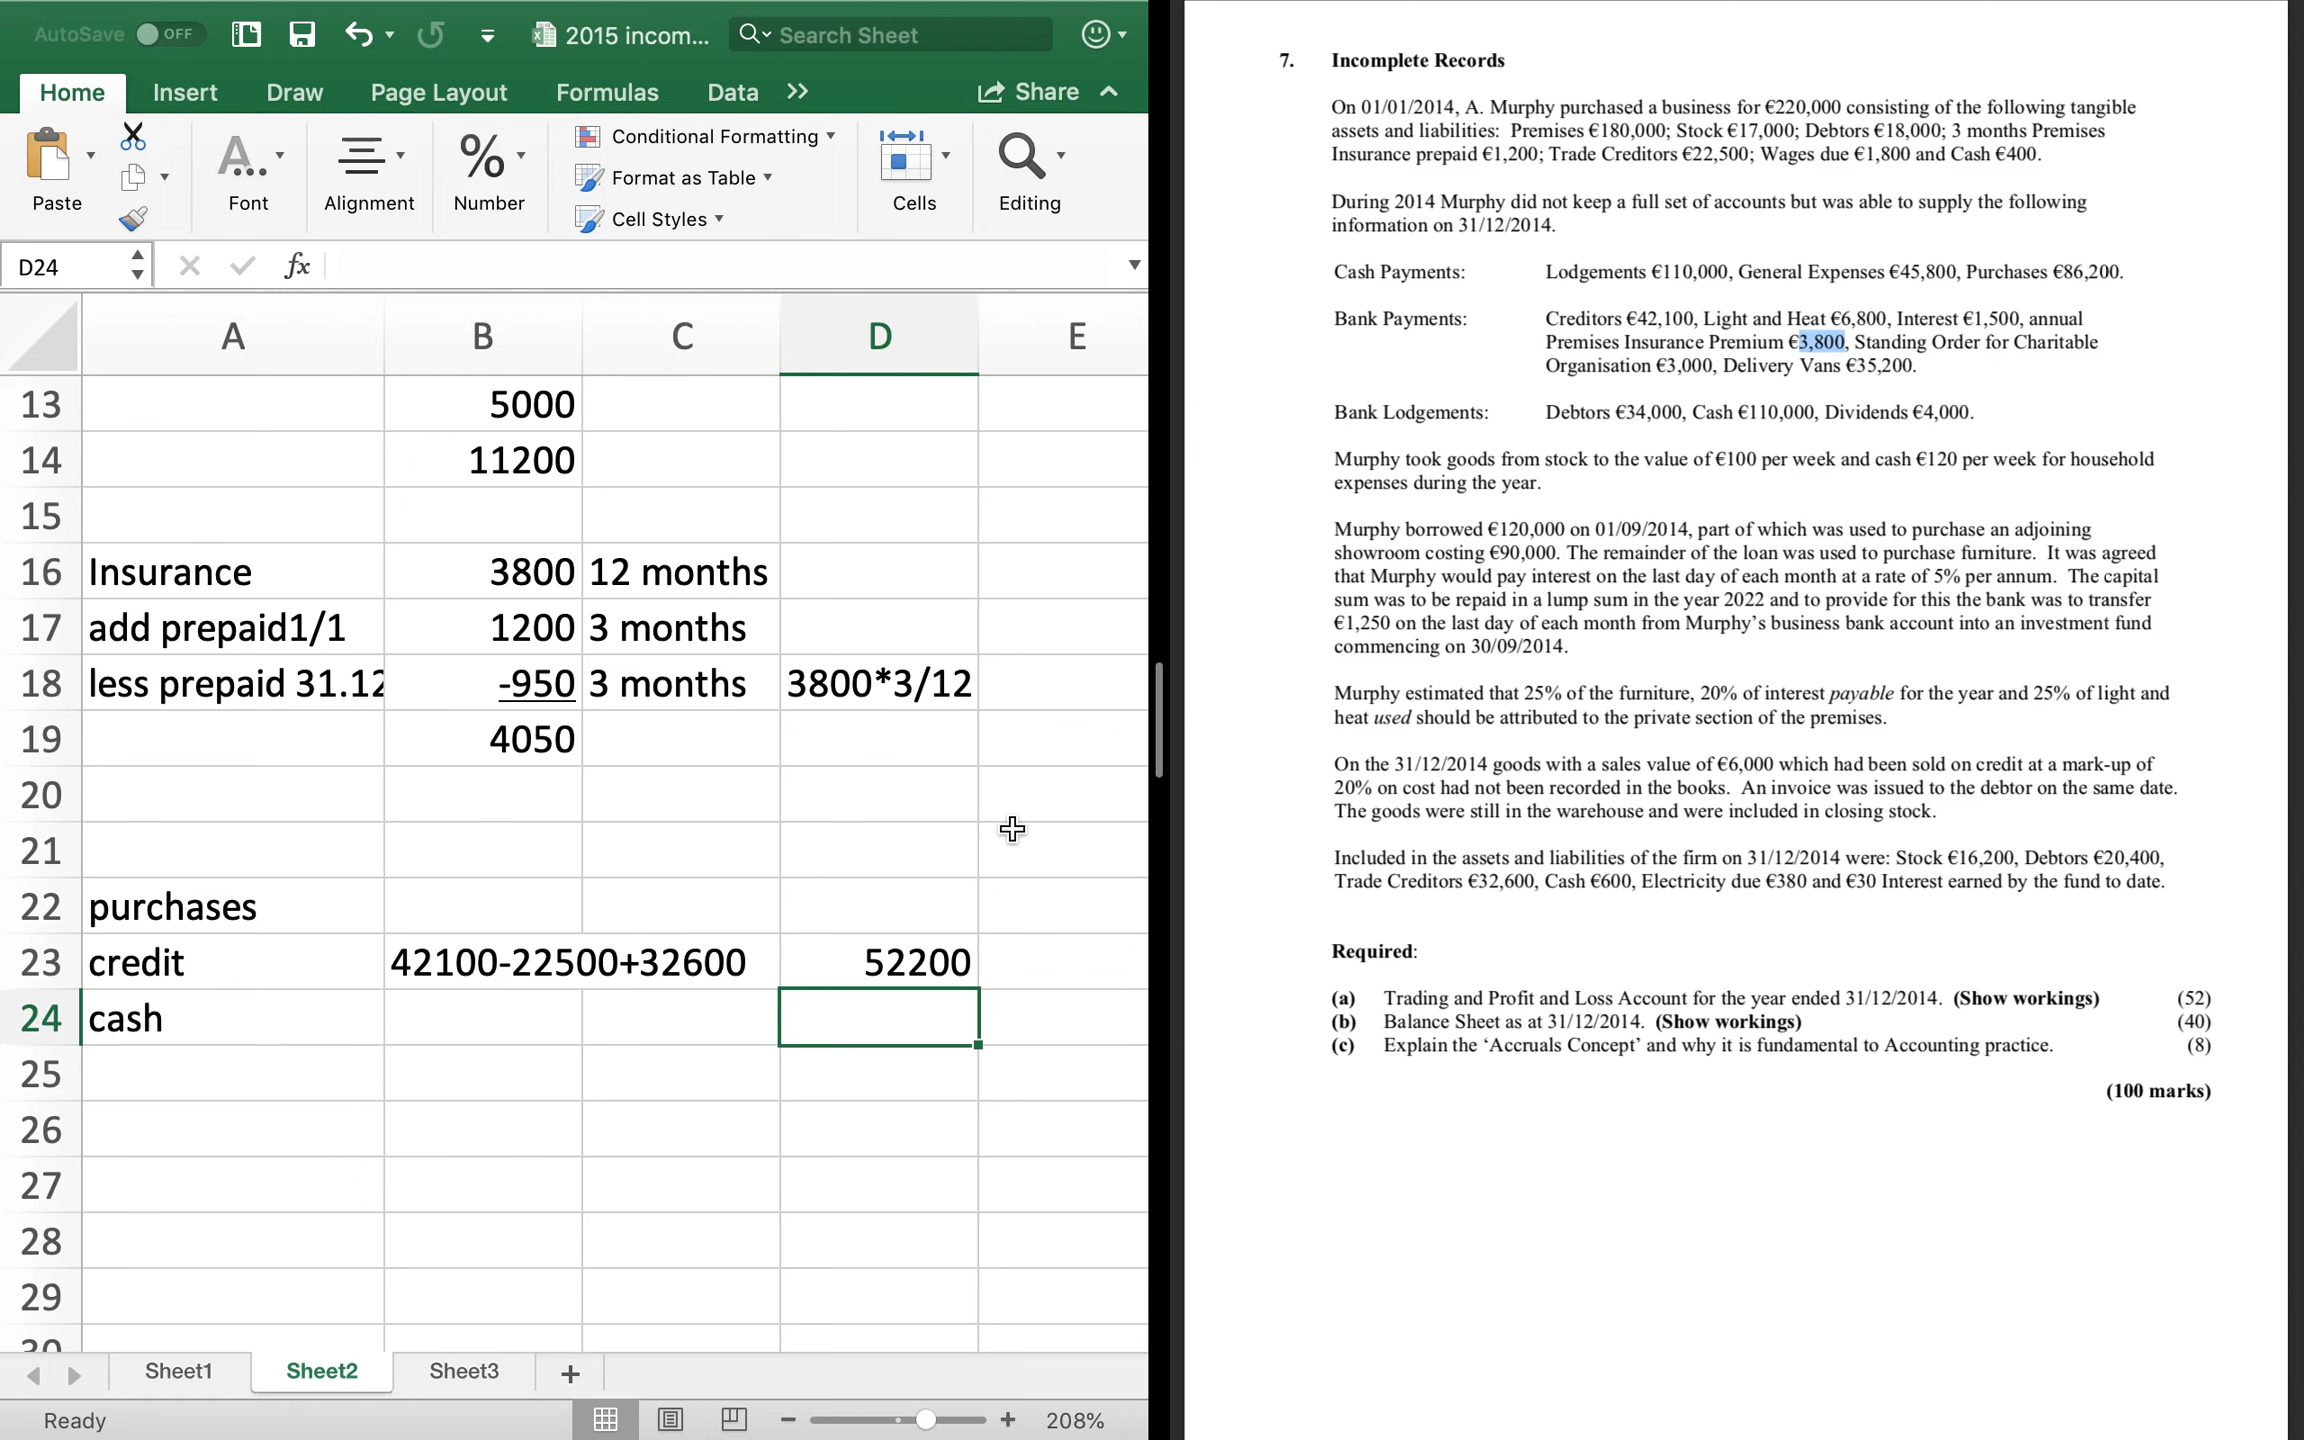 AutoSave OFF 2015 incom... Search Sheet
Home Insert Draw Page Layout Formulas Data >> Share
Paste Font Alignment % Number Conditional Formatting Format as Table Cell Styles Cells Editing
D24 fx
A B C D E
13 5000
14 11200
15
16 Insurance 3800 12 months
17 add prepaid1/1 1200 3 months
18 less prepaid 31.12 -950 3 months 3800*3/12
19 4050
20
21
22 purchases
23 credit 42100-22500+32600 52200
24 cash
25
26
27
28
29
30
Sheet1 Sheet2 Sheet3 +
Ready 208%
7. Incomplete Records
On 01/01/2014, A. Murphy purchased a business for €220,000 consisting of the following tangible
assets and liabilities: Premises €180,000; Stock €17,000; Debtors €18,000; 3 months Premises
Insurance prepaid €1,200; Trade Creditors €22,500; Wages due €1,800 and Cash €400.
During 2014 Murphy did not keep a full set of accounts but was able to supply the following
information on 31/12/2014.
Cash Payments: Lodgements €110,000, General Expenses €45,800, Purchases €86,200.
Bank Payments: Creditors €42,100, Light and Heat €6,800, Interest €1,500, annual
Premises Insurance Premium €3,800, Standing Order for Charitable
Organisation €3,000, Delivery Vans €35,200.
Bank Lodgements: Debtors €34,000, Cash €110,000, Dividends €4,000.
Murphy took goods from stock to the value of €100 per week and cash €120 per week for household
expenses during the year.
Murphy borrowed €120,000 on 01/09/2014, part of which was used to purchase an adjoining
showroom costing €90,000. The remainder of the loan was used to purchase furniture. It was agreed
that Murphy would pay interest on the last day of each month at a rate of 5% per annum. The capital
sum was to be repaid in a lump sum in the year 2022 and to provide for this the bank was to transfer
€1,250 on the last day of each month from Murphy's business bank account into an investment fund
commencing on 30/09/2014.
Murphy estimated that 25% of the furniture, 20% of interest payable for the year and 25% of light and
heat used should be attributed to the private section of the premises.
On the 31/12/2014 goods with a sales value of €6,000 which had been sold on credit at a mark-up of
20% on cost had not been recorded in the books. An invoice was issued to the debtor on the same date.
The goods were still in the warehouse and were included in closing stock.
Included in the assets and liabilities of the firm on 31/12/2014 were: Stock €16,200, Debtors €20,400,
Trade Creditors €32,600, Cash €600, Electricity due €380 and €30 Interest earned by the fund to date.
Required:
(a) Trading and Profit and Loss Account for the year ended 31/12/2014. (Show workings) (52)
(b) Balance Sheet as at 31/12/2014. (Show workings) (40)
(c) Explain the 'Accruals Concept' and why it is fundamental to Accounting practice. (8)
(100 marks)